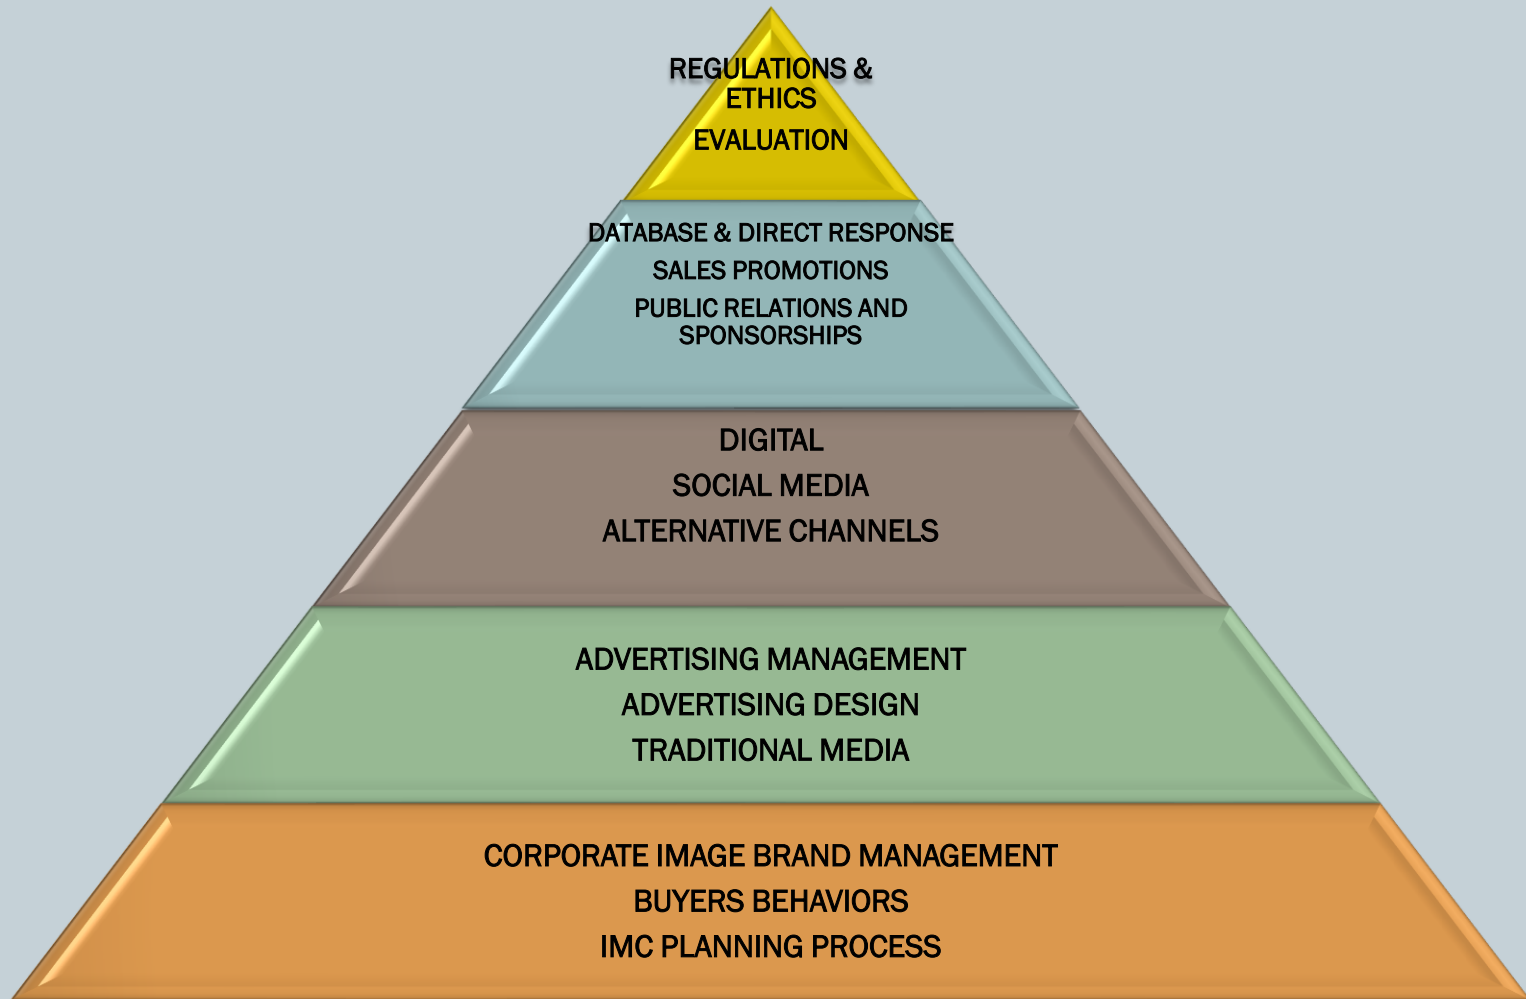 REGULATIONS &
ETHICS
EVALUATION
DATABASE & DIRECT RESPONSE
SALES PROMOTIONS
PUBLIC RELATIONS AND
SPONSORSHIPS
DIGITAL
SOCIAL MEDIA
ALTERNATIVE CHANNELS
ADVERTISING MANAGEMENT
ADVERTISING DESIGN
TRADITIONAL MEDIA
CORPORATE IMAGE BRAND MANAGEMENT
BUYERS BEHAVIORS
IMC PLANNING PROCESS